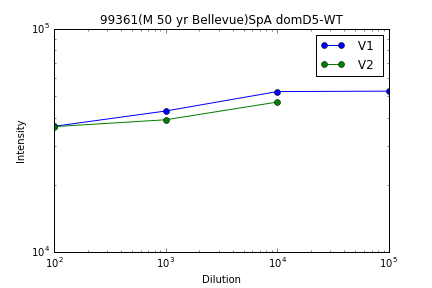 99361(M 50 yr Bellevue)SpA domD5-WT
10^5
V1
V2
Intensity
10^4
10^2
10^3
10^4
10^5
Dilution